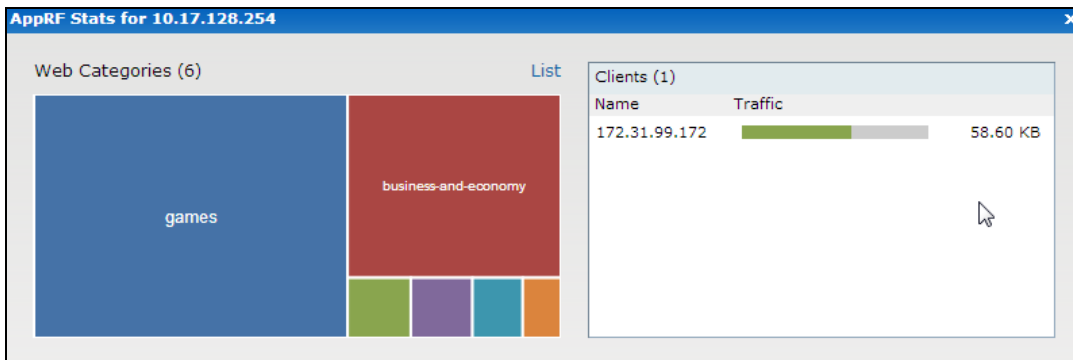 AppRF Stats for 10.17.128.254 x
Web Categories (6) List
games
business-and-economy
Clients (1)
Name Traffic
172.31.99.172 58.60 KB